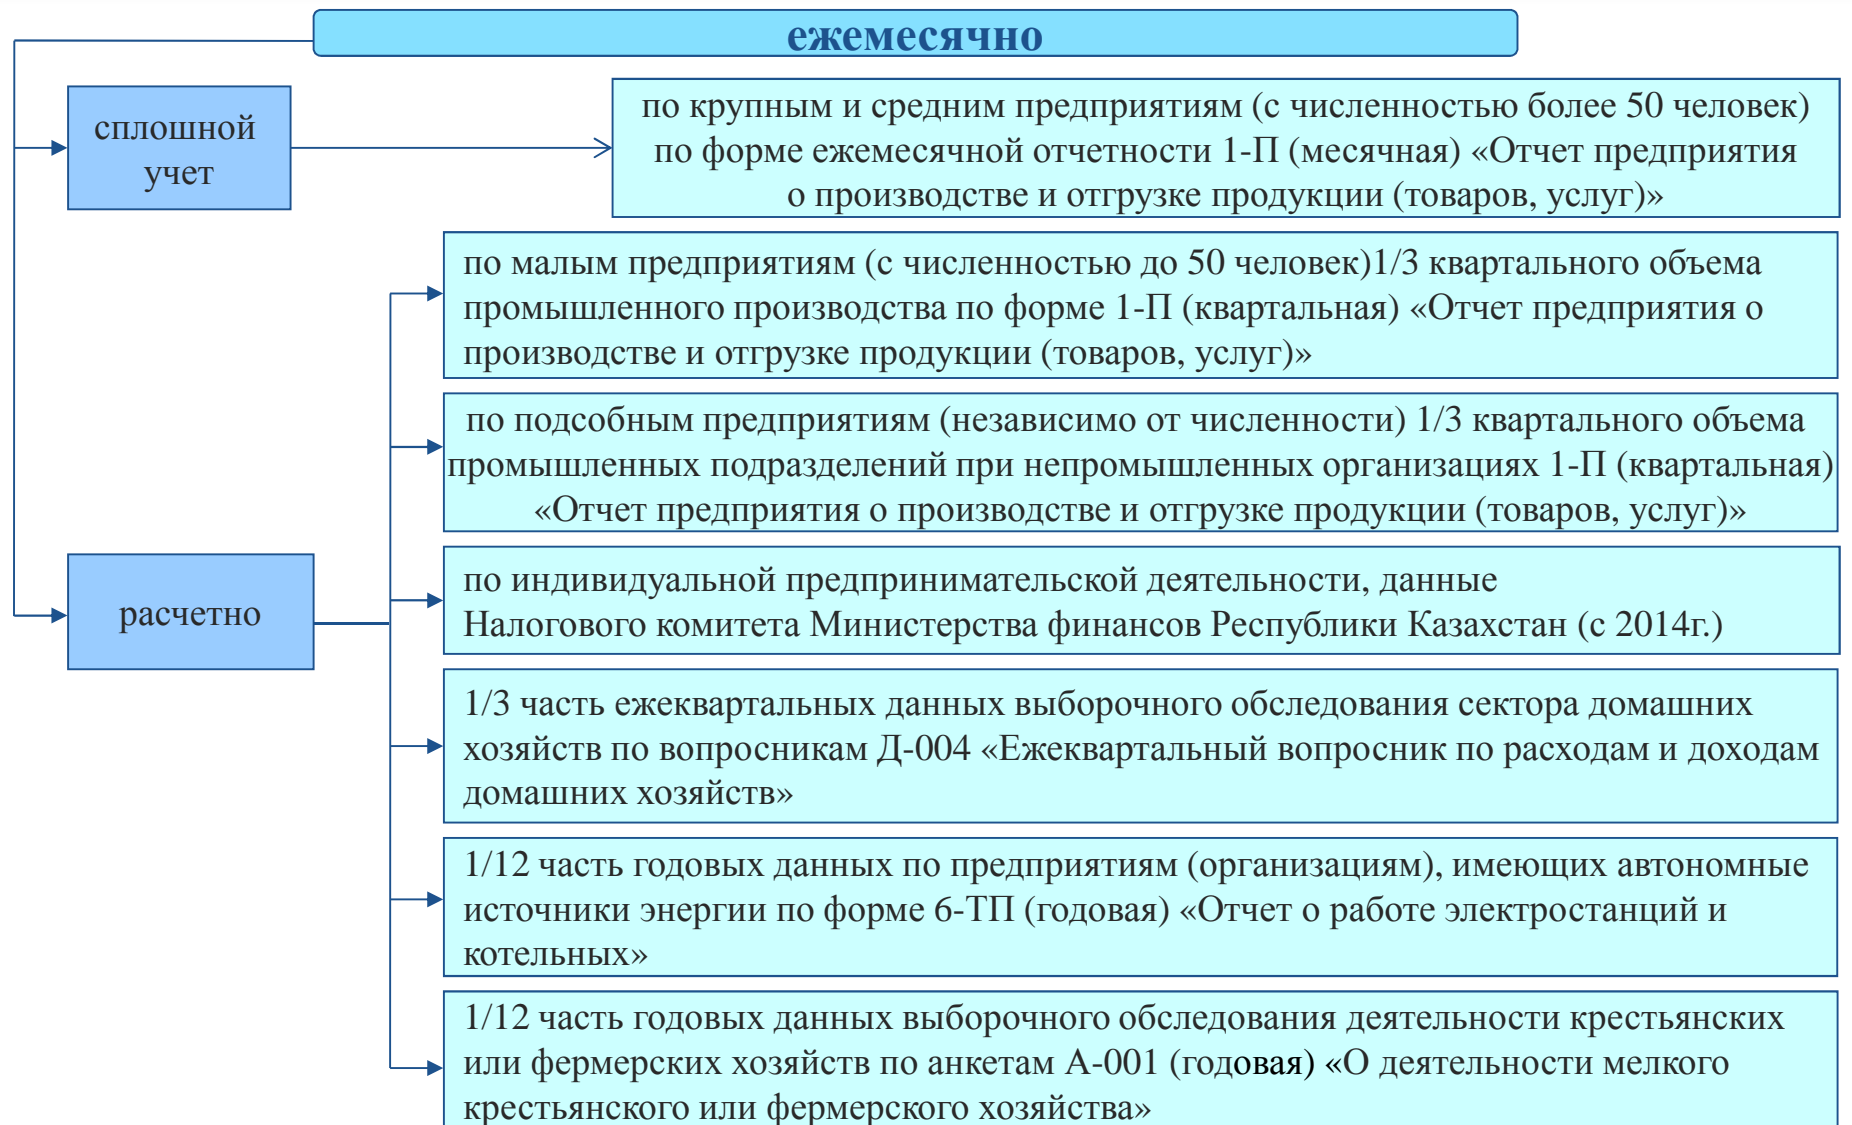 ежемесячно
сплошной
учет
по крупным и средним предприятиям (с численностью более 50 человек)
по форме ежемесячной отчетности 1-П (месячная) «Отчет предприятия
о производстве и отгрузке продукции (товаров, услуг)»
по малым предприятиям (с численностью до 50 человек)1/3 квартального объема
промышленного производства по форме 1-П (квартальная) «Отчет предприятия о
производстве и отгрузке продукции (товаров, услуг)»
по подсобным предприятиям (независимо от численности) 1/3 квартального объема
промышленных подразделений при непромышленных организациях 1-П (квартальная)
«Отчет предприятия о производстве и отгрузке продукции (товаров, услуг)»
расчетно
по индивидуальной предпринимательской деятельности, данные
Налогового комитета Министерства финансов Республики Казахстан (с 2014г.)
1/3 часть ежеквартальных данных выборочного обследования сектора домашних
хозяйств по вопросникам Д-004 «Ежеквартальный вопросник по расходам и доходам
домашних хозяйств»
1/12 часть годовых данных по предприятиям (организациям), имеющих автономные
источники энергии по форме 6-ТП (годовая) «Отчет о работе электростанций и
котельных»
1/12 часть годовых данных выборочного обследования деятельности крестьянских
или фермерских хозяйств по анкетам А-001 (годовая) «О деятельности мелкого
крестьянского или фермерского хозяйства»